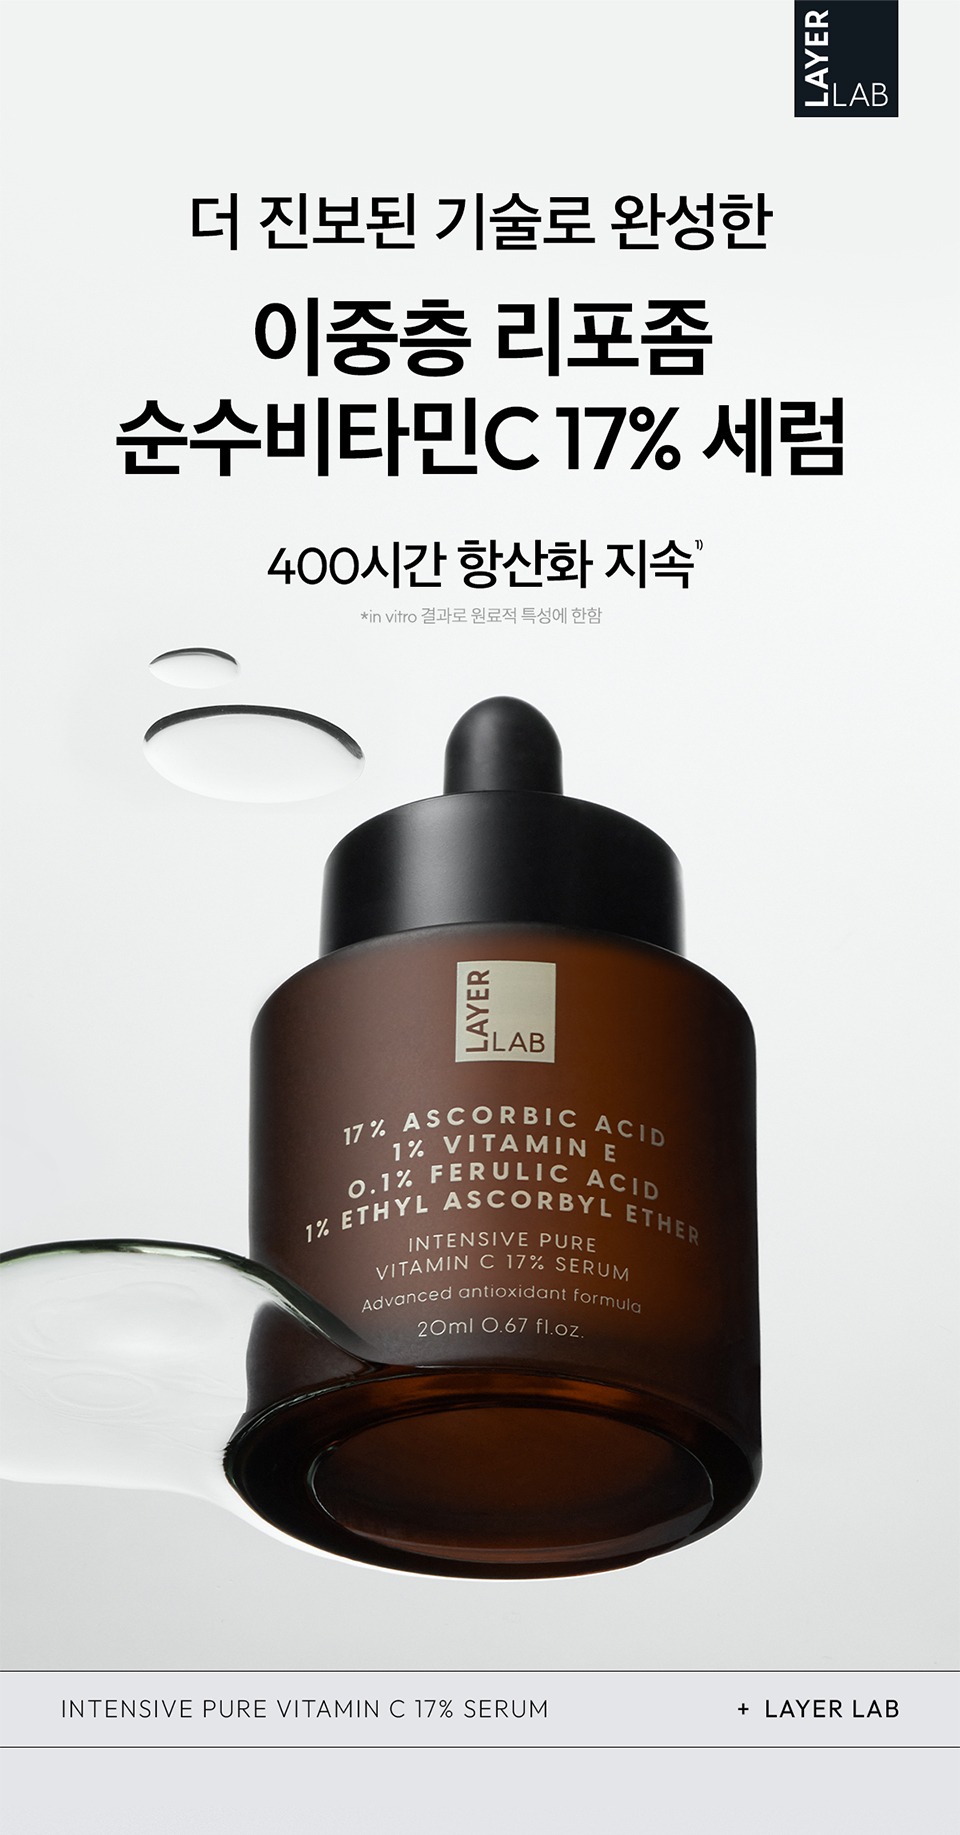 LAYER
LAB
더 진보된 기술로 완성한
이중층 리포좀
순수비타민C 17% 세럼
400시간 항산화 지속¹⁾
*in vitro 결과로 원료적 특성에 한함
LAYER
LAB
17% ASCORBIC ACID
1% VITAMIN E
0.1% FERULIC ACID
1% ETHYL ASCORBYL ETHER
INTENSIVE PURE
VITAMIN C 17% SERUM
Advanced antioxidant formula
20ml 0.67 fl.oz.
INTENSIVE PURE VITAMIN C 17% SERUM
+ LAYER LAB